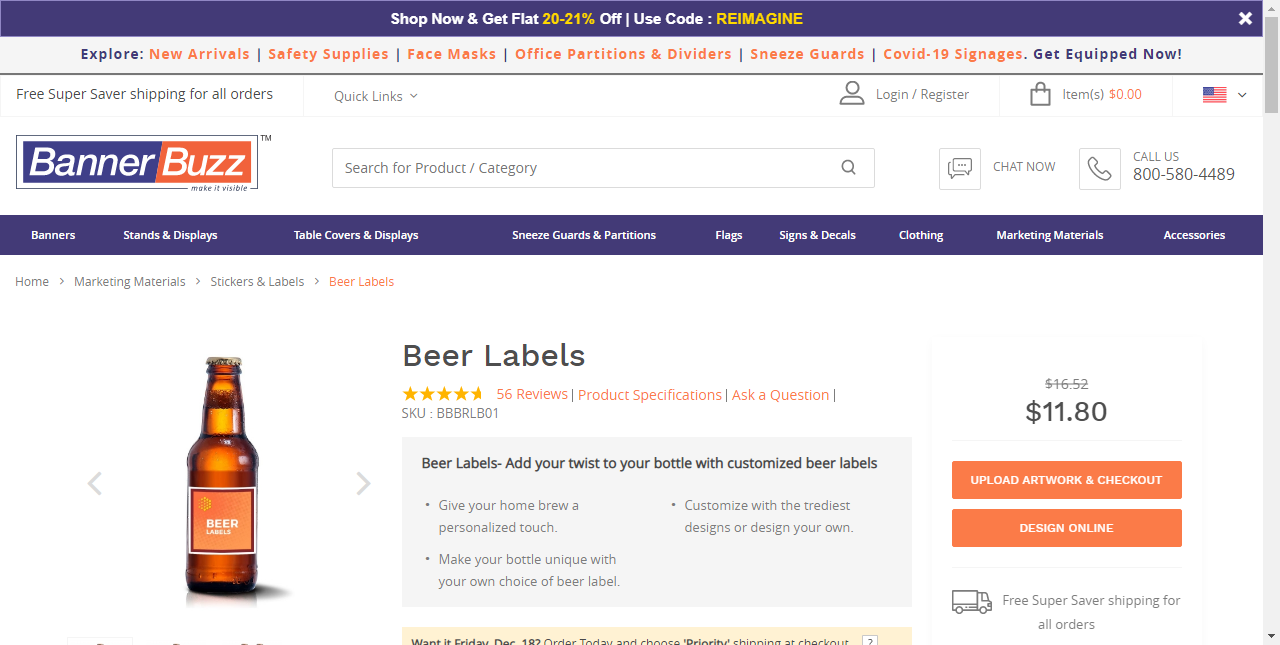 Shop Now & Get Flat 20-21% Off | Use Code : REIMAGINE
Explore: New Arrivals | Safety Supplies | Face Masks | Office Partitions & Dividers | Sneeze Guards | Covid-19 Signages. Get Equipped Now!
Free Super Saver shipping for all orders
Quick Links
Login / Register
Item(s) $0.00
BannerBuzz TM
make it visible
Search for Product / Category
CHAT NOW
CALL US
800-580-4489
Banners Stands & Displays Table Covers & Displays Sneeze Guards & Partitions Flags Signs & Decals Clothing Marketing Materials Accessories
Home > Marketing Materials > Stickers & Labels > Beer Labels
BEER
LABELS
Beer Labels
56 Reviews | Product Specifications | Ask a Question |
SKU : BBBRLB01
Beer Labels- Add your twist to your bottle with customized beer labels
• Give your home brew a
personalized touch.
• Customize with the trediest
designs or design your own.
• Make your bottle unique with
your own choice of beer label.
Want it Friday, Dec. 18? Order Today and choose 'Priority' shipping at checkout ?
$16.52
$11.80
UPLOAD ARTWORK & CHECKOUT
DESIGN ONLINE
Free Super Saver shipping for
all orders